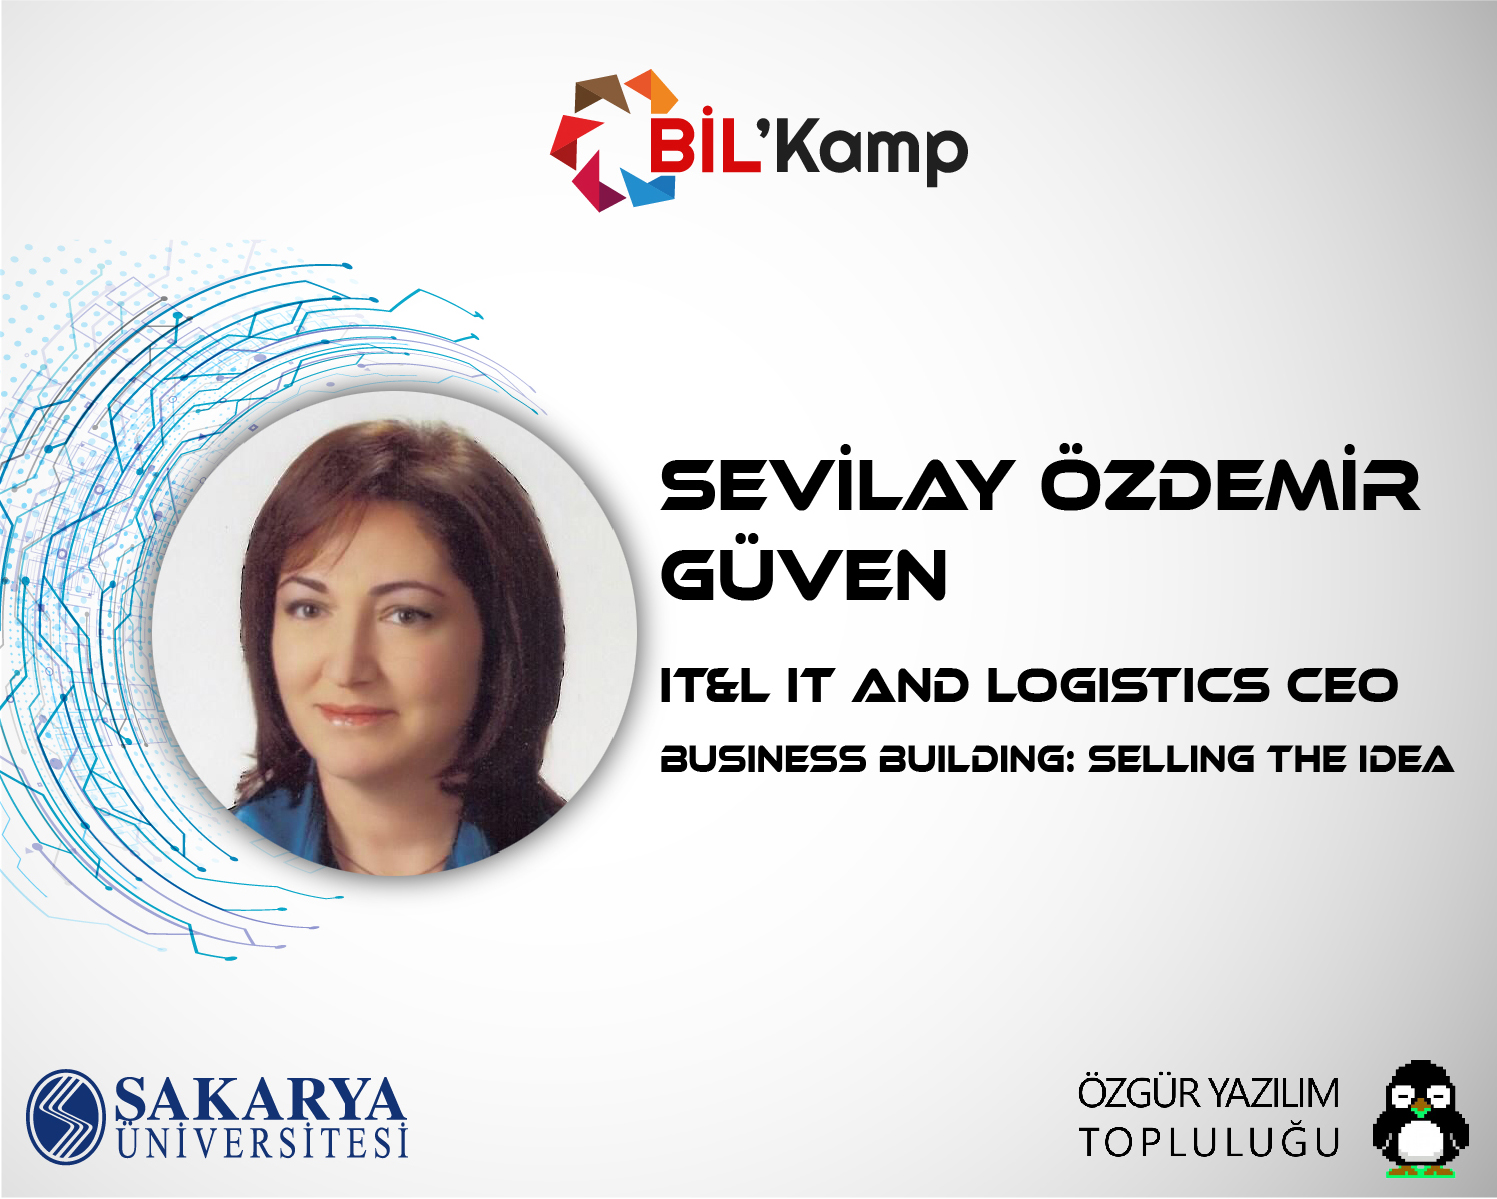 BİL'Kamp
SEVİLAY ÖZDEMİR
GÜVEN
IT&L IT AND LOGISTICS CEO
BUSINESS BUILDING: SELLING THE IDEA
SAKARYA
ÜNİVERSİTESİ
ÖZGÜR YAZILIM
TOPLULUĞU